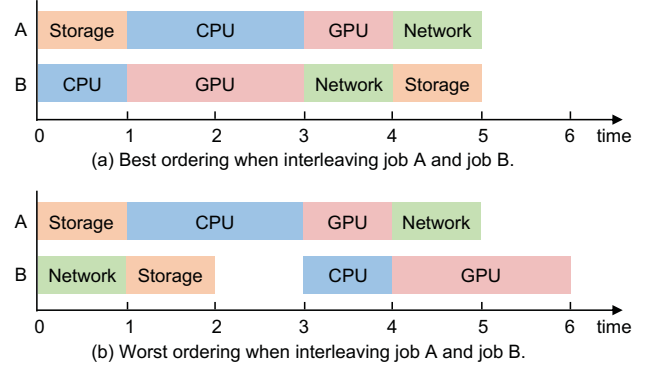 A Storage CPU GPU Network
B CPU GPU Network Storage
0 1 2 3 4 5 6 time
(a) Best ordering when interleaving job A and job B.
A Storage CPU GPU Network
B Network Storage CPU GPU
0 1 2 3 4 5 6 time
(b) Worst ordering when interleaving job A and job B.